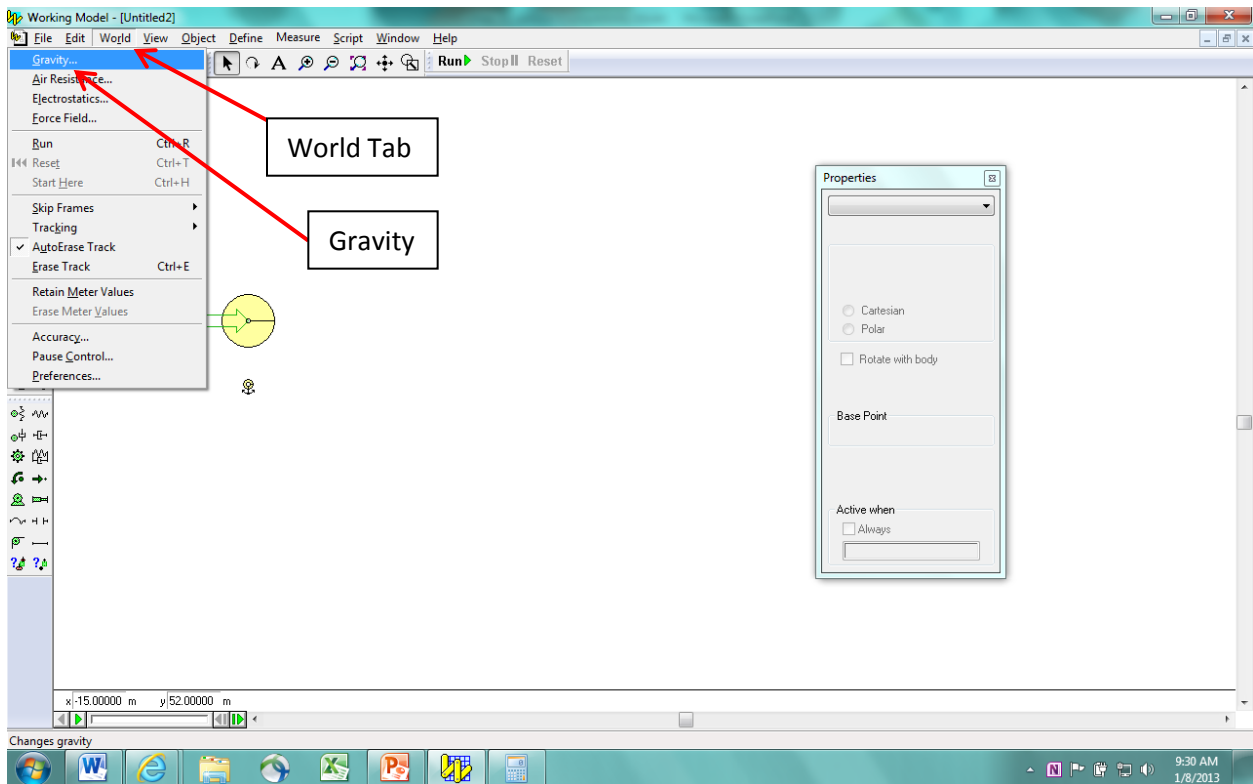 Working Model - [Untitled2]
File Edit World View Object Define Measure Script Window Help
Run Stop Reset
Gravity...
Air Resistance...
Electrostatics...
Force Field...
Run Ctrl+R
Reset Ctrl+T
Start Here Ctrl+H
Skip Frames
Tracking
AutoErase Track
Erase Track Ctrl+E
Retain Meter Values
Erase Meter Values
Accuracy...
Pause Control...
Preferences...
World Tab
Gravity
Properties
Cartesian
Polar
Rotate with body
Base Point
Active when
Always
x -15.00000 m y 52.00000 m
Changes gravity
9:30 AM
1/8/2013